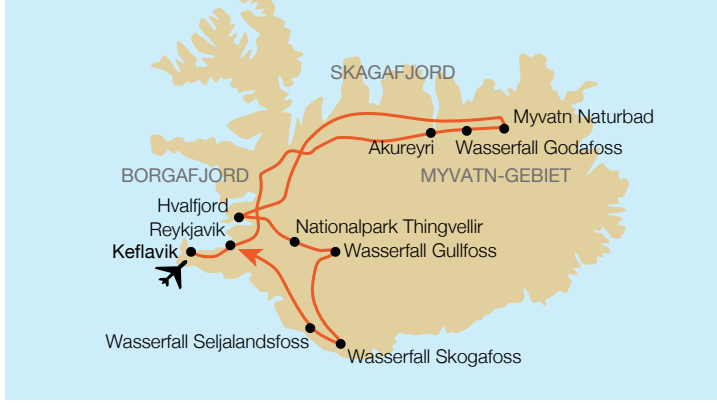 SKAGAFJORD
Myvatn Naturbad
Akureyri
Wasserfall Godafoss
BORGAFJORD
MYVATN-GEBIET
Hvalfjord
Reykjavik
Nationalpark Thingvellir
Keflavik
Wasserfall Gullfoss
Wasserfall Seljalandsfoss
Wasserfall Skogafoss